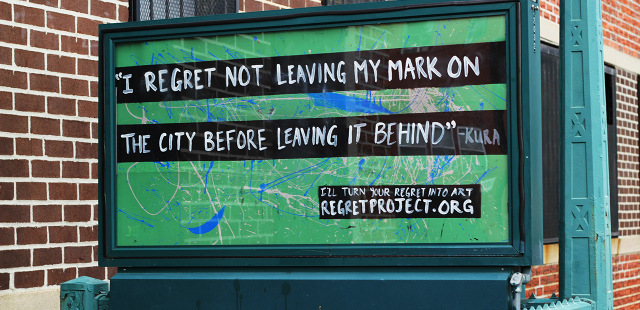 "I REGRET NOT LEAVING MY MARK ON
THE CITY BEFORE LEAVING IT BEHIND" -KURA
I'LL TURN YOUR REGRET INTO ART
REGRETPROJECT.ORG